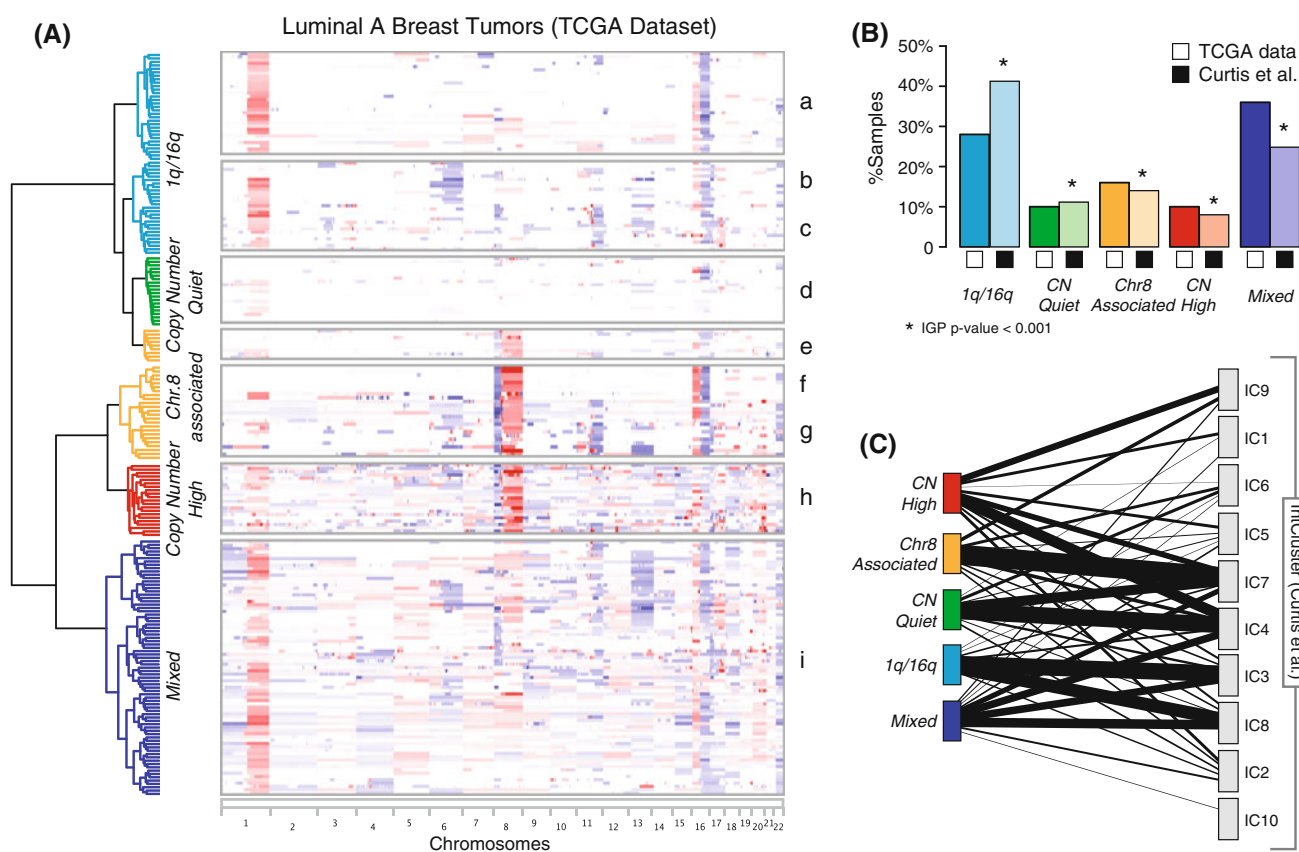 (A)
Luminal A Breast Tumors (TCGA Dataset)
1q/16q
Copy Number
Quiet
Chr.8
associated
Copy Number
High
Mixed
a
b
c
d
e
f
g
h
i
1 2 3 4 5 6 7 8 9 10 11 12 13 14 15 16 17 18 19 20 21 22
Chromosomes
(B)
%Samples
50%
40%
30%
20%
10%
0
TCGA data
Curtis et al.
* * * * *
1q/16q
CN
Quiet
Chr8
Associated
CN
High
Mixed
* IGP p-value < 0.001
(C)
CN
High
Chr8
Associated
CN
Quiet
1q/16q
Mixed
IC9
IC1
IC6
IC5
IC7
IC4
IC3
IC8
IC2
IC10
IntCluster (Curtis et al.)